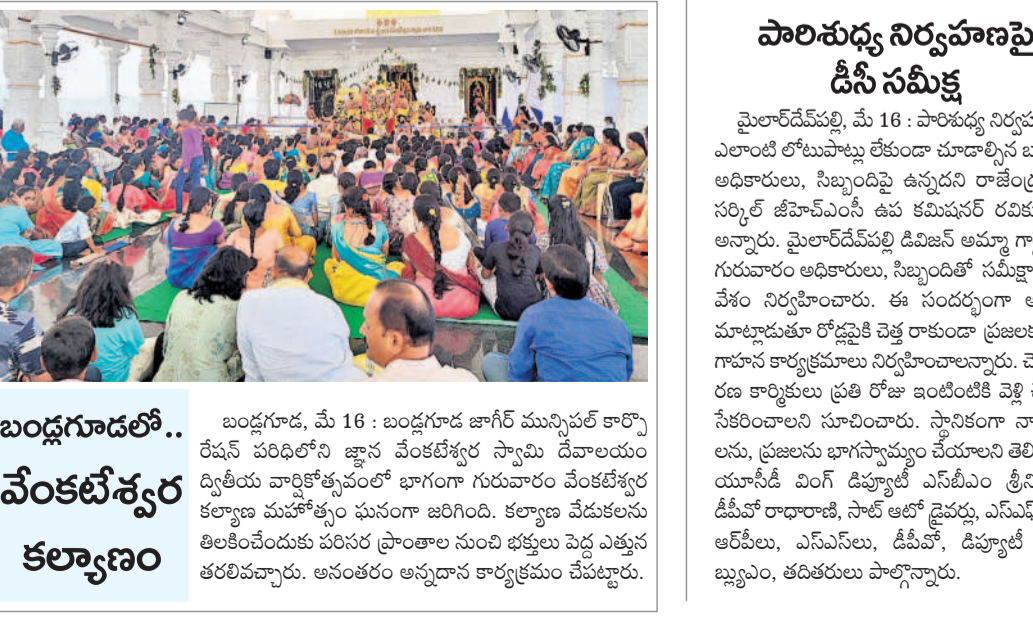 బండ్లగూడలో..
వేంకటేశ్వర
కల్యాణం
బండ్లగూడ, మే 16 : బండ్లగూడ జాగీర్ మున్సిపల్ కార్పొ
రేషన్ పరిధిలోని జ్ఞాన వేంకటేశ్వర స్వామి దేవాలయం
ద్వితీయ వార్షికోత్సవంలో భాగంగా గురువారం వేంకటేశ్వర
కల్యాణ మహోత్సం ఘనంగా జరిగింది. కల్యాణ వేడుకలను
తిలకించేందుకు పరిసర ప్రాంతాల నుంచి భక్తులు పెద్ద ఎత్తున
తరలివచ్చారు. అనంతరం అన్నదాన కార్యక్రమం చేపట్టారు.
పారిశుధ్య నిర్వహణపై
డీసీ సమీక్ష
మైలార్‌దేవ్‌పల్లి, మే 16 : పారిశుధ్య నిర్వహ
ఎలాంటి లోటుపాట్లు లేకుండా చూడాల్సిన బ
అధికారులు, సిబ్బందిపై ఉన్నదని రాజేంద్ర
సర్కిల్ జీహెచ్ఎంసీ ఉప కమిషనర్ రవిక
అన్నారు. మైలార్‌దేవ్‌పల్లి డివిజన్ అమ్మా గా
గురువారం అధికారులు, సిబ్బందితో సమీక్షా
వేశం నిర్వహించారు. ఈ సందర్భంగా ఆ
మాట్లాడుతూ రోడ్లపైకి చెత్త రాకుండా ప్రజలక
గాహన కార్యక్రమాలు నిర్వహించాలన్నారు. చె
రణ కార్మికులు ప్రతి రోజు ఇంటింటికి వెళ్లి
సేకరించాలని సూచించారు. స్థానికంగా నా
లను, ప్రజలను భాగస్వామ్యం చేయాలని తెలి
యూసీడీ వింగ్ డిప్యూటీ ఎస్‌బీఎం శ్రీని
డీపీవో రాధారాణి, సాట్ ఆటో డ్రైవర్లు, ఎస్ఎఫ్
ఆర్‌పీలు, ఎస్ఎస్‌లు, డీపీవో, డిప్యూటీ
బ్ల్యుఎం, తదితరులు పాల్గొన్నారు.